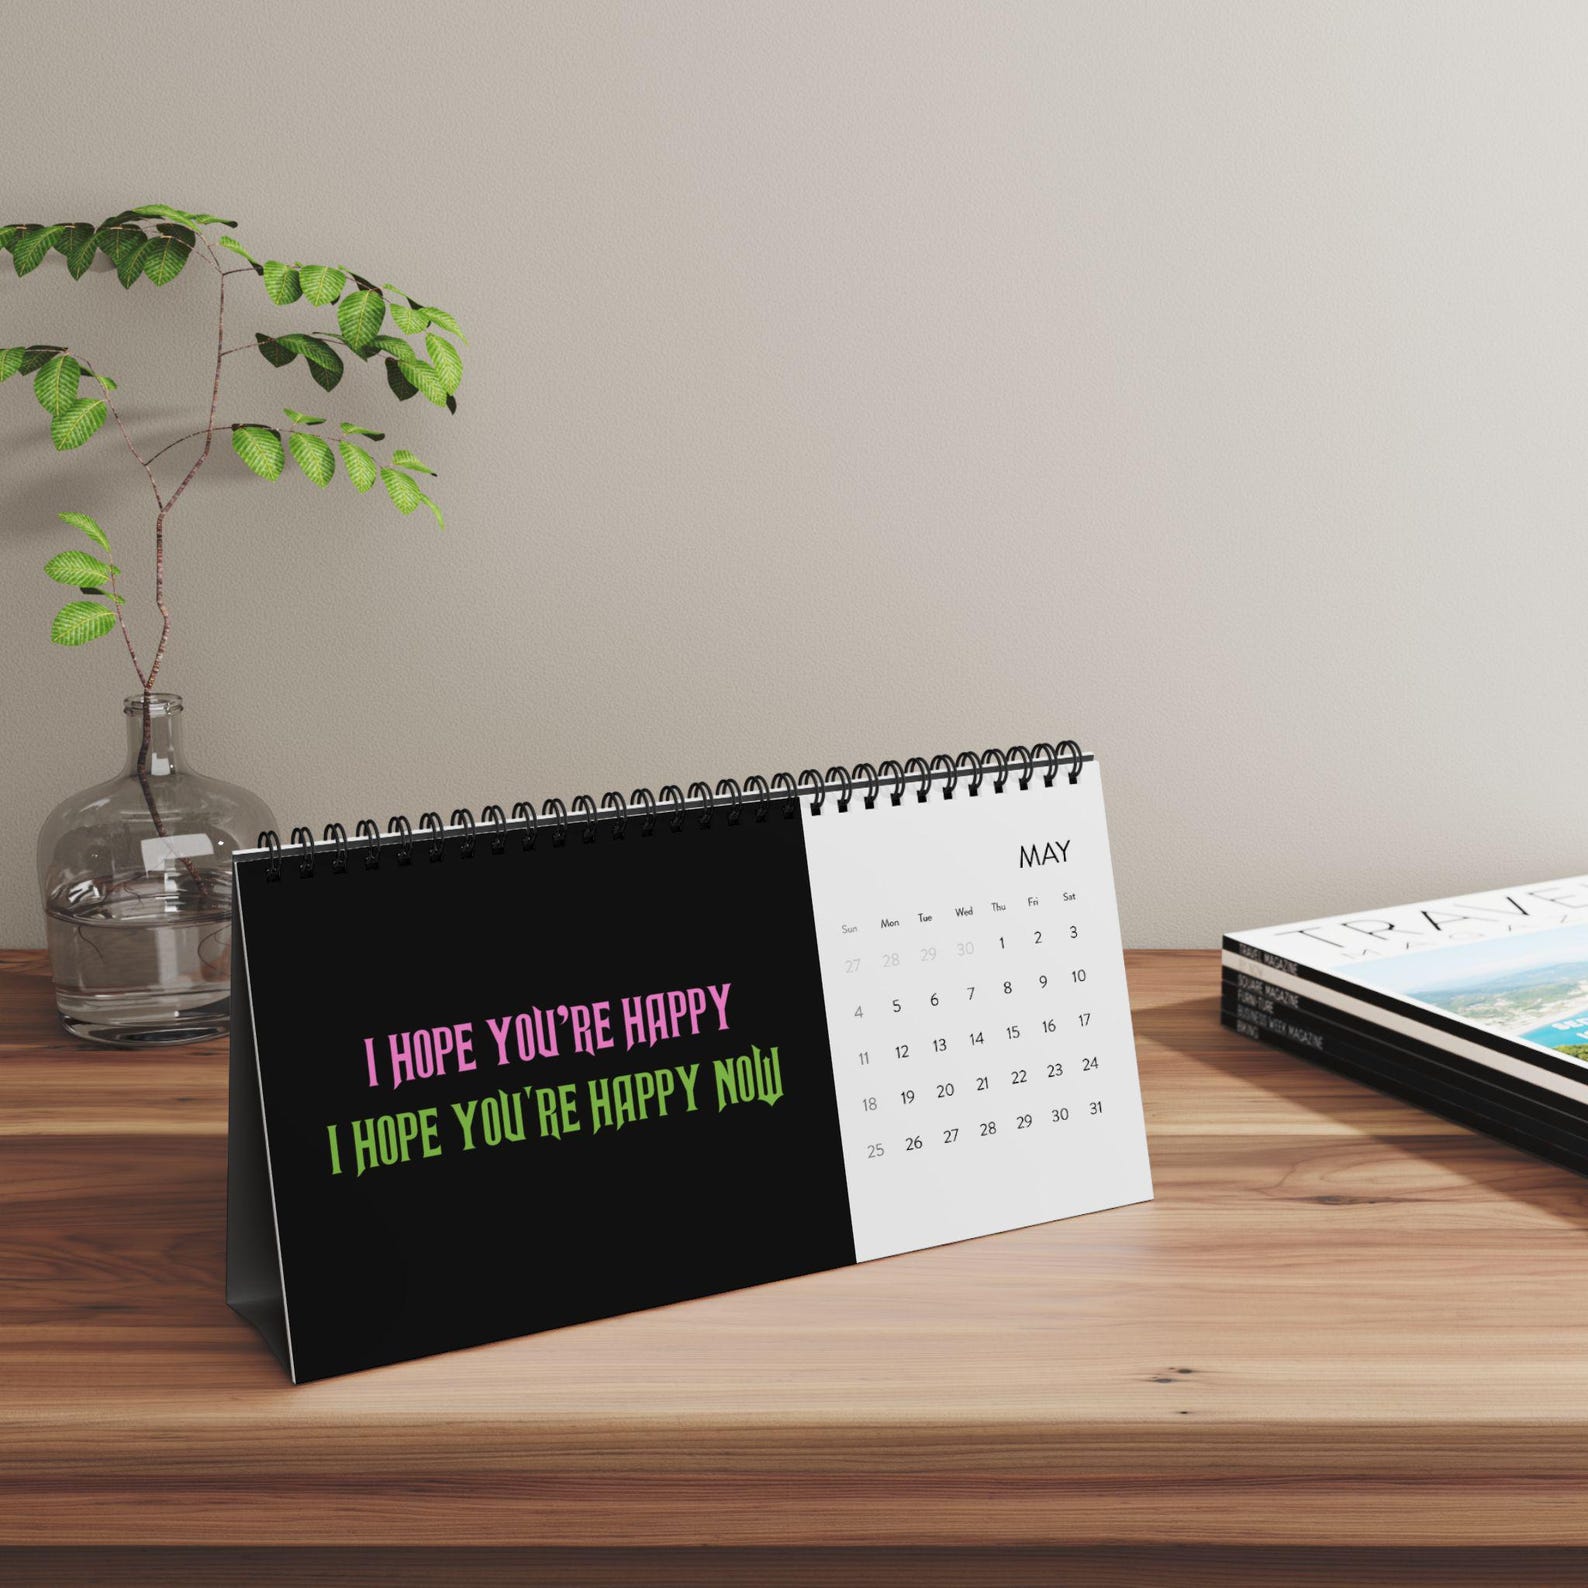 I HOPE YOU'RE HAPPY
I HOPE YOU'RE HAPPY NOW
MAY
Sun Mon Tue Wed Thu Fri Sat
27 28 29 30 1 2 3
4 5 6 7 8 9 10
11 12 13 14 15 16 17
18 19 20 21 22 23 24
25 26 27 28 29 30 31
MAGAZ
TRAVEL MAGAZINE
SQUARE MAGAZINE
FURNITURE
BUSINESS WEEK MAGAZINE
BIKING